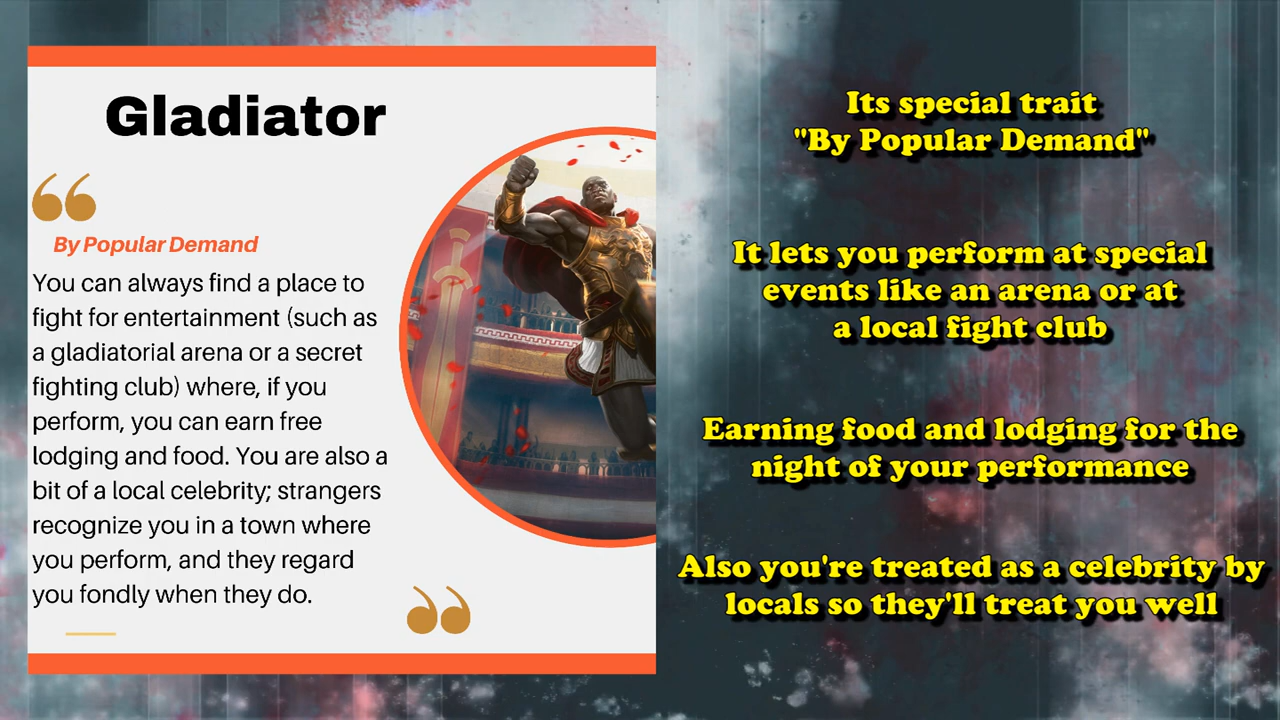 Gladiator
By Popular Demand
You can always find a place to
fight for entertainment (such as
a gladiatorial arena or a secret
fighting club) where, if you
perform, you can earn free
lodging and food. You are also a
bit of a local celebrity; strangers
recognize you in a town where
you perform, and they regard
you fondly when they do.
Its special trait
"By Popular Demand"
It lets you perform at special
events like an arena or at
a local fight club
Earning food and lodging for the
night of your performance
Also you're treated as a celebrity by
locals so they'll treat you well